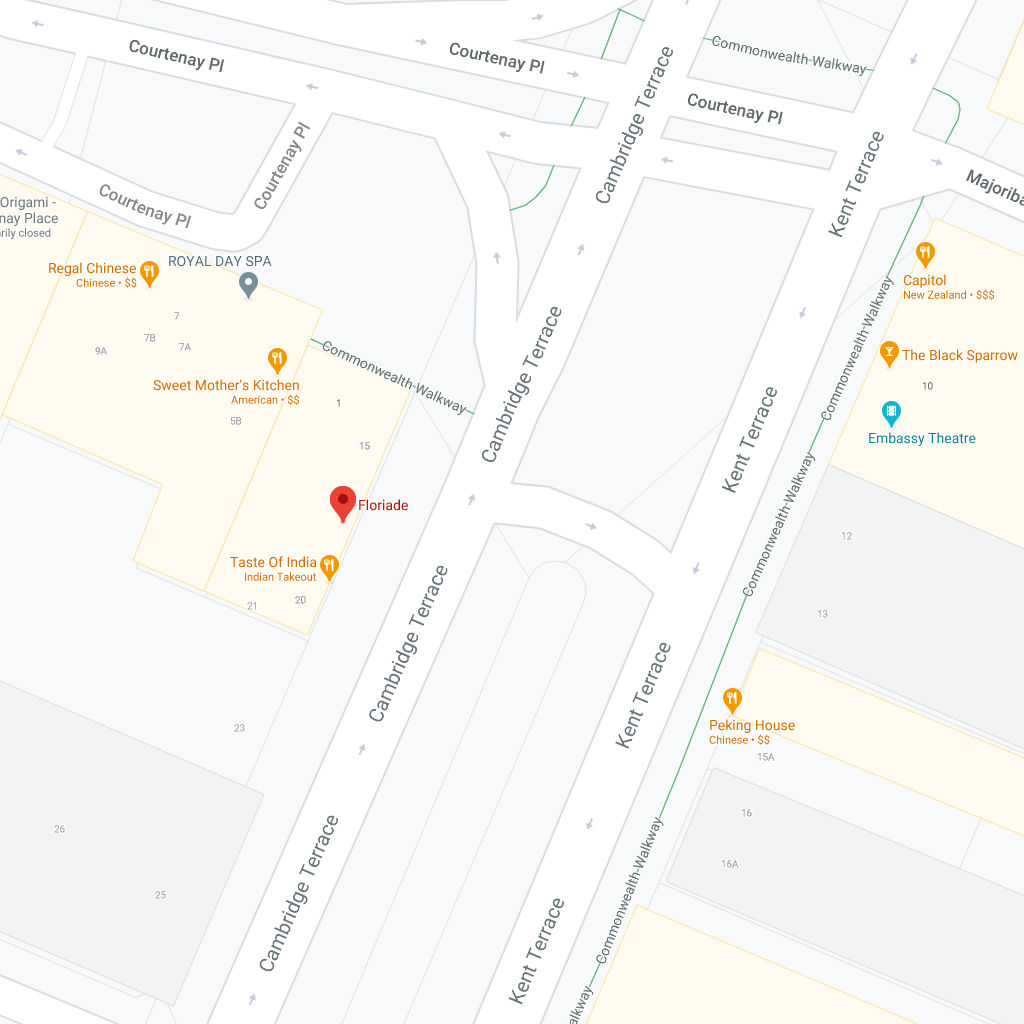 Courtenay Pl
Courtenay Pl
Commonwealth-Walkway
Courtenay Pl
Cambridge Terrace
Kent Terrace
Courtenay Pl
Courtenay Pl
Majoriba
Origami -
nay Place
rily closed
Regal Chinese
Chinese • $$
ROYAL DAY SPA
7
7B
7A
9A
Sweet Mother's Kitchen
American • $$
5B
1
15
Commonwealth-Walkway
Cambridge Terrace
Capitol
New Zealand • $$$
The Black Sparrow
10
Embassy Theatre
Commonwealth-Walkway
Kent Terrace
Floriade
Taste Of India
Indian Takeout
21
20
Commonwealth-Walkway
12
13
Cambridge Terrace
Kent Terrace
23
Peking House
Chinese • $$
15A
16
16A
26
25
Cambridge Terrace
Commonwealth-Walkway
Kent Terrace
alkway